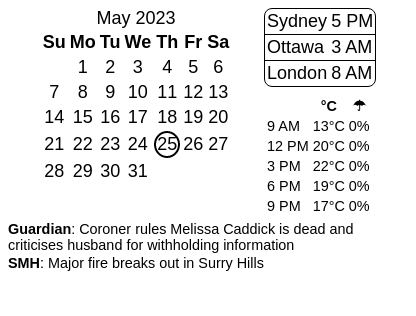 May 2023
Su Mo Tu We Th Fr Sa
1 2 3 4 5 6
7 8 9 10 11 12 13
14 15 16 17 18 19 20
21 22 23 24 25 26 27
28 29 30 31
Sydney 5 PM
Ottawa 3 AM
London 8 AM
°C ☂
9 AM 13°C 0%
12 PM 20°C 0%
3 PM 22°C 0%
6 PM 19°C 0%
9 PM 17°C 0%
Guardian: Coroner rules Melissa Caddick is dead and
criticises husband for withholding information
SMH: Major fire breaks out in Surry Hills